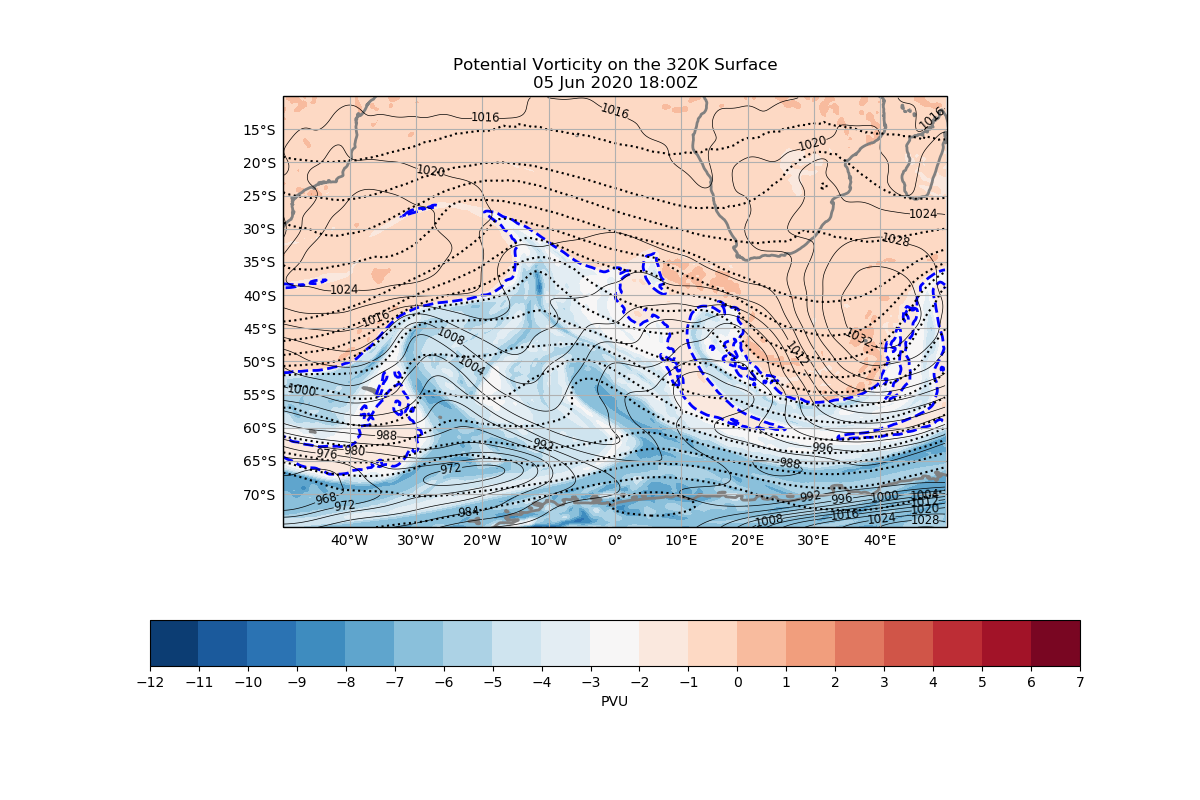 Potential Vorticity on the 320K Surface
05 Jun 2020 18:00Z
1016
1016
1016
15°S
1020
20°S
1020
25°S
1024
30°S
1028
35°S
1024
40°S
1016
1008
1032
45°S
1012
1004
50°S
1000
55°S
60°S
988
992
996
980
976
65°S
972
988
70°S
968
972
984
992
996
1000
1004
1012
1020
1008
1016
1024
1028
40°W 30°W 20°W 10°W 0° 10°E 20°E 30°E 40°E
−12 −11 −10 −9 −8 −7 −6 −5 −4 −3 −2 −1 0 1 2 3 4 5 6 7
PVU